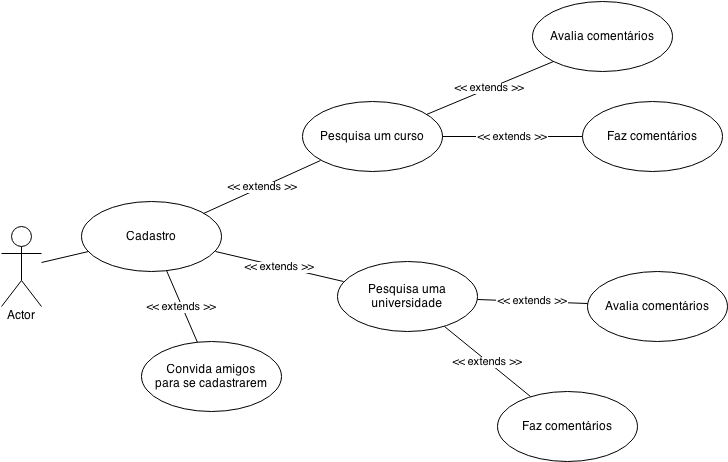 Avalia comentários
<< extends >>
Pesquisa um curso
<< extends >>
Faz comentários
<< extends >>
Cadastro
<< extends >>
Pesquisa uma
universidade
<< extends >>
Avalia comentários
<< extends >>
Actor
<< extends >>
Convida amigos
para se cadastrarem
Faz comentários